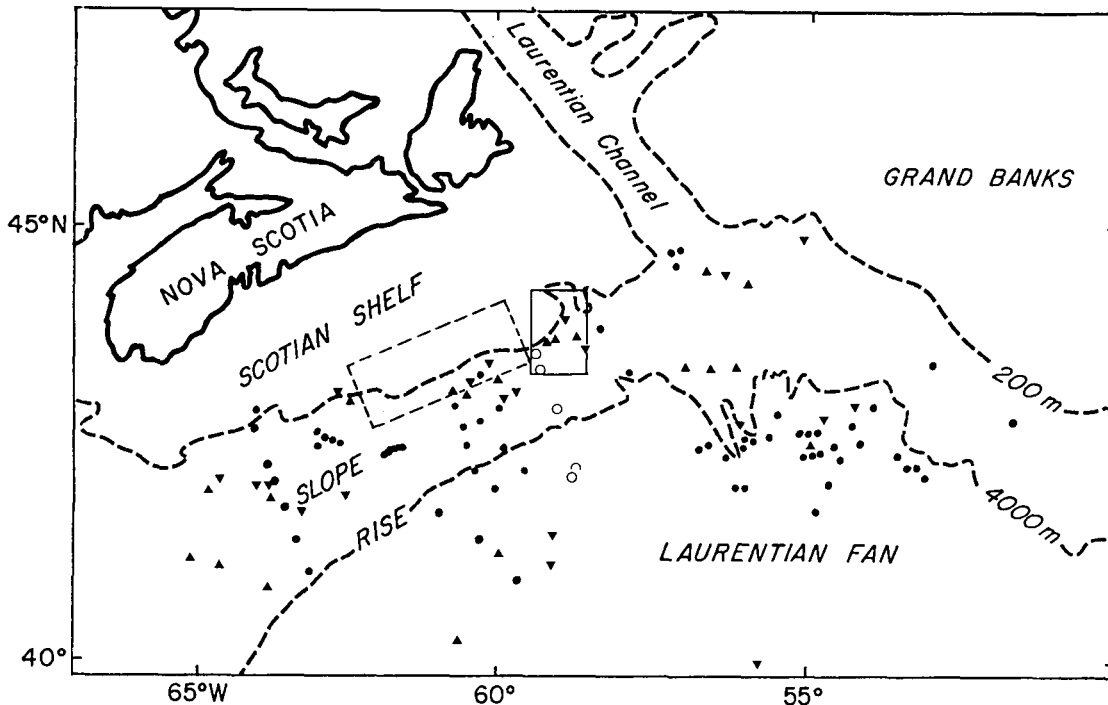 Laurentian Channel
GRAND BANKS
45°N
NOVA SCOTIA
SCOTIAN SHELF
200 m
SLOPE
4000 m
RISE
LAURENTIAN FAN
40°
65°W
60°
55°